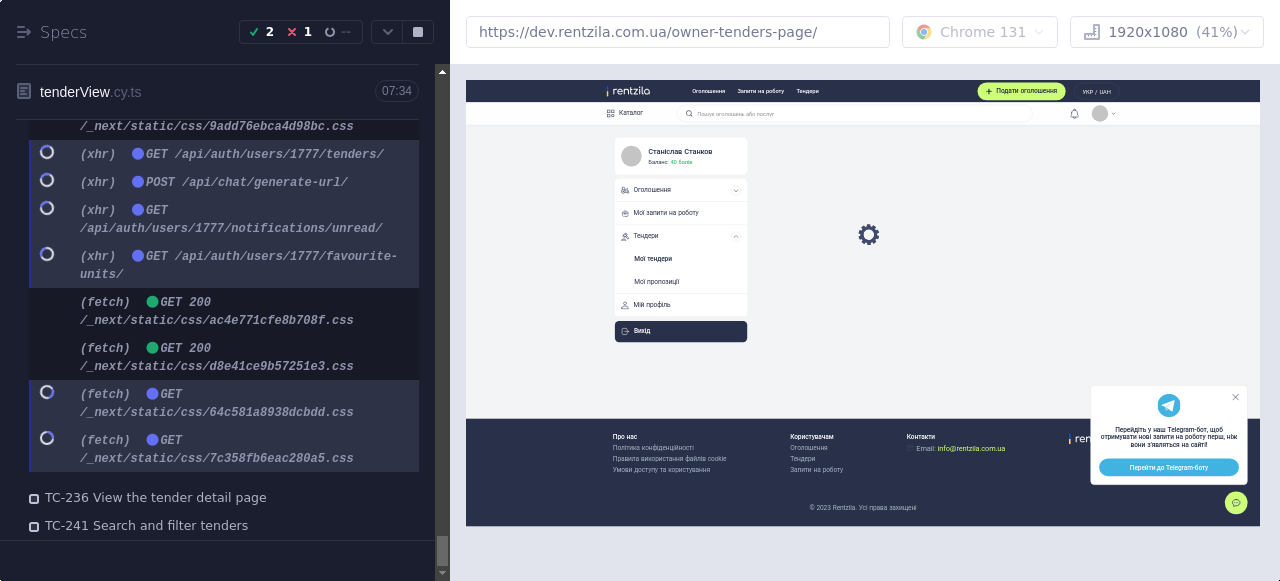 Specs
2
1
--
tenderView.cy.ts
07:34
/_next/static/css/9add76ebca4d98bc.css
(xhr) GET /api/auth/users/1777/tenders/
(xhr) POST /api/chat/generate-url/
(xhr) GET
/api/auth/users/1777/notifications/unread/
(xhr) GET /api/auth/users/1777/favourite-
units/
(fetch) GET 200
/_next/static/css/ac4e771cfe8b708f.css
(fetch) GET 200
/_next/static/css/d8e41ce9b57251e3.css
(fetch) GET
/_next/static/css/64c581a8938dcbdd.css
(fetch) GET
/_next/static/css/7c358fb6eac280a5.css
TC-236 View the tender detail page
TC-241 Search and filter tenders
https://dev.rentzila.com.ua/owner-tenders-page/
Chrome 131
1920x1080 (41%)
rentzila
Оголошення
Запити на роботу
Тендери
+ Подати оголошення
УКР / UAH
Каталог
Пошук оголошень або послуг
Станіслав Станков
Баланс: 40 балів
Оголошення
Мої запити на роботу
Тендери
Мої тендери
Мої пропозиції
Мій профіль
Вихід
Про нас
Політика конфіденційності
Правила використання файлів cookie
Умови доступу та користування
Користувачам
Оголошення
Тендери
Запити на роботу
Контакти
Email: info@rentzila.com.ua
ren
Перейдіть у наш Telegram-бот, щоб
отримувати нові запити на роботу перш, ніж
вони з'являться на сайті!
Перейти до Telegram-боту
© 2023 Rentzila. Усі права захищені